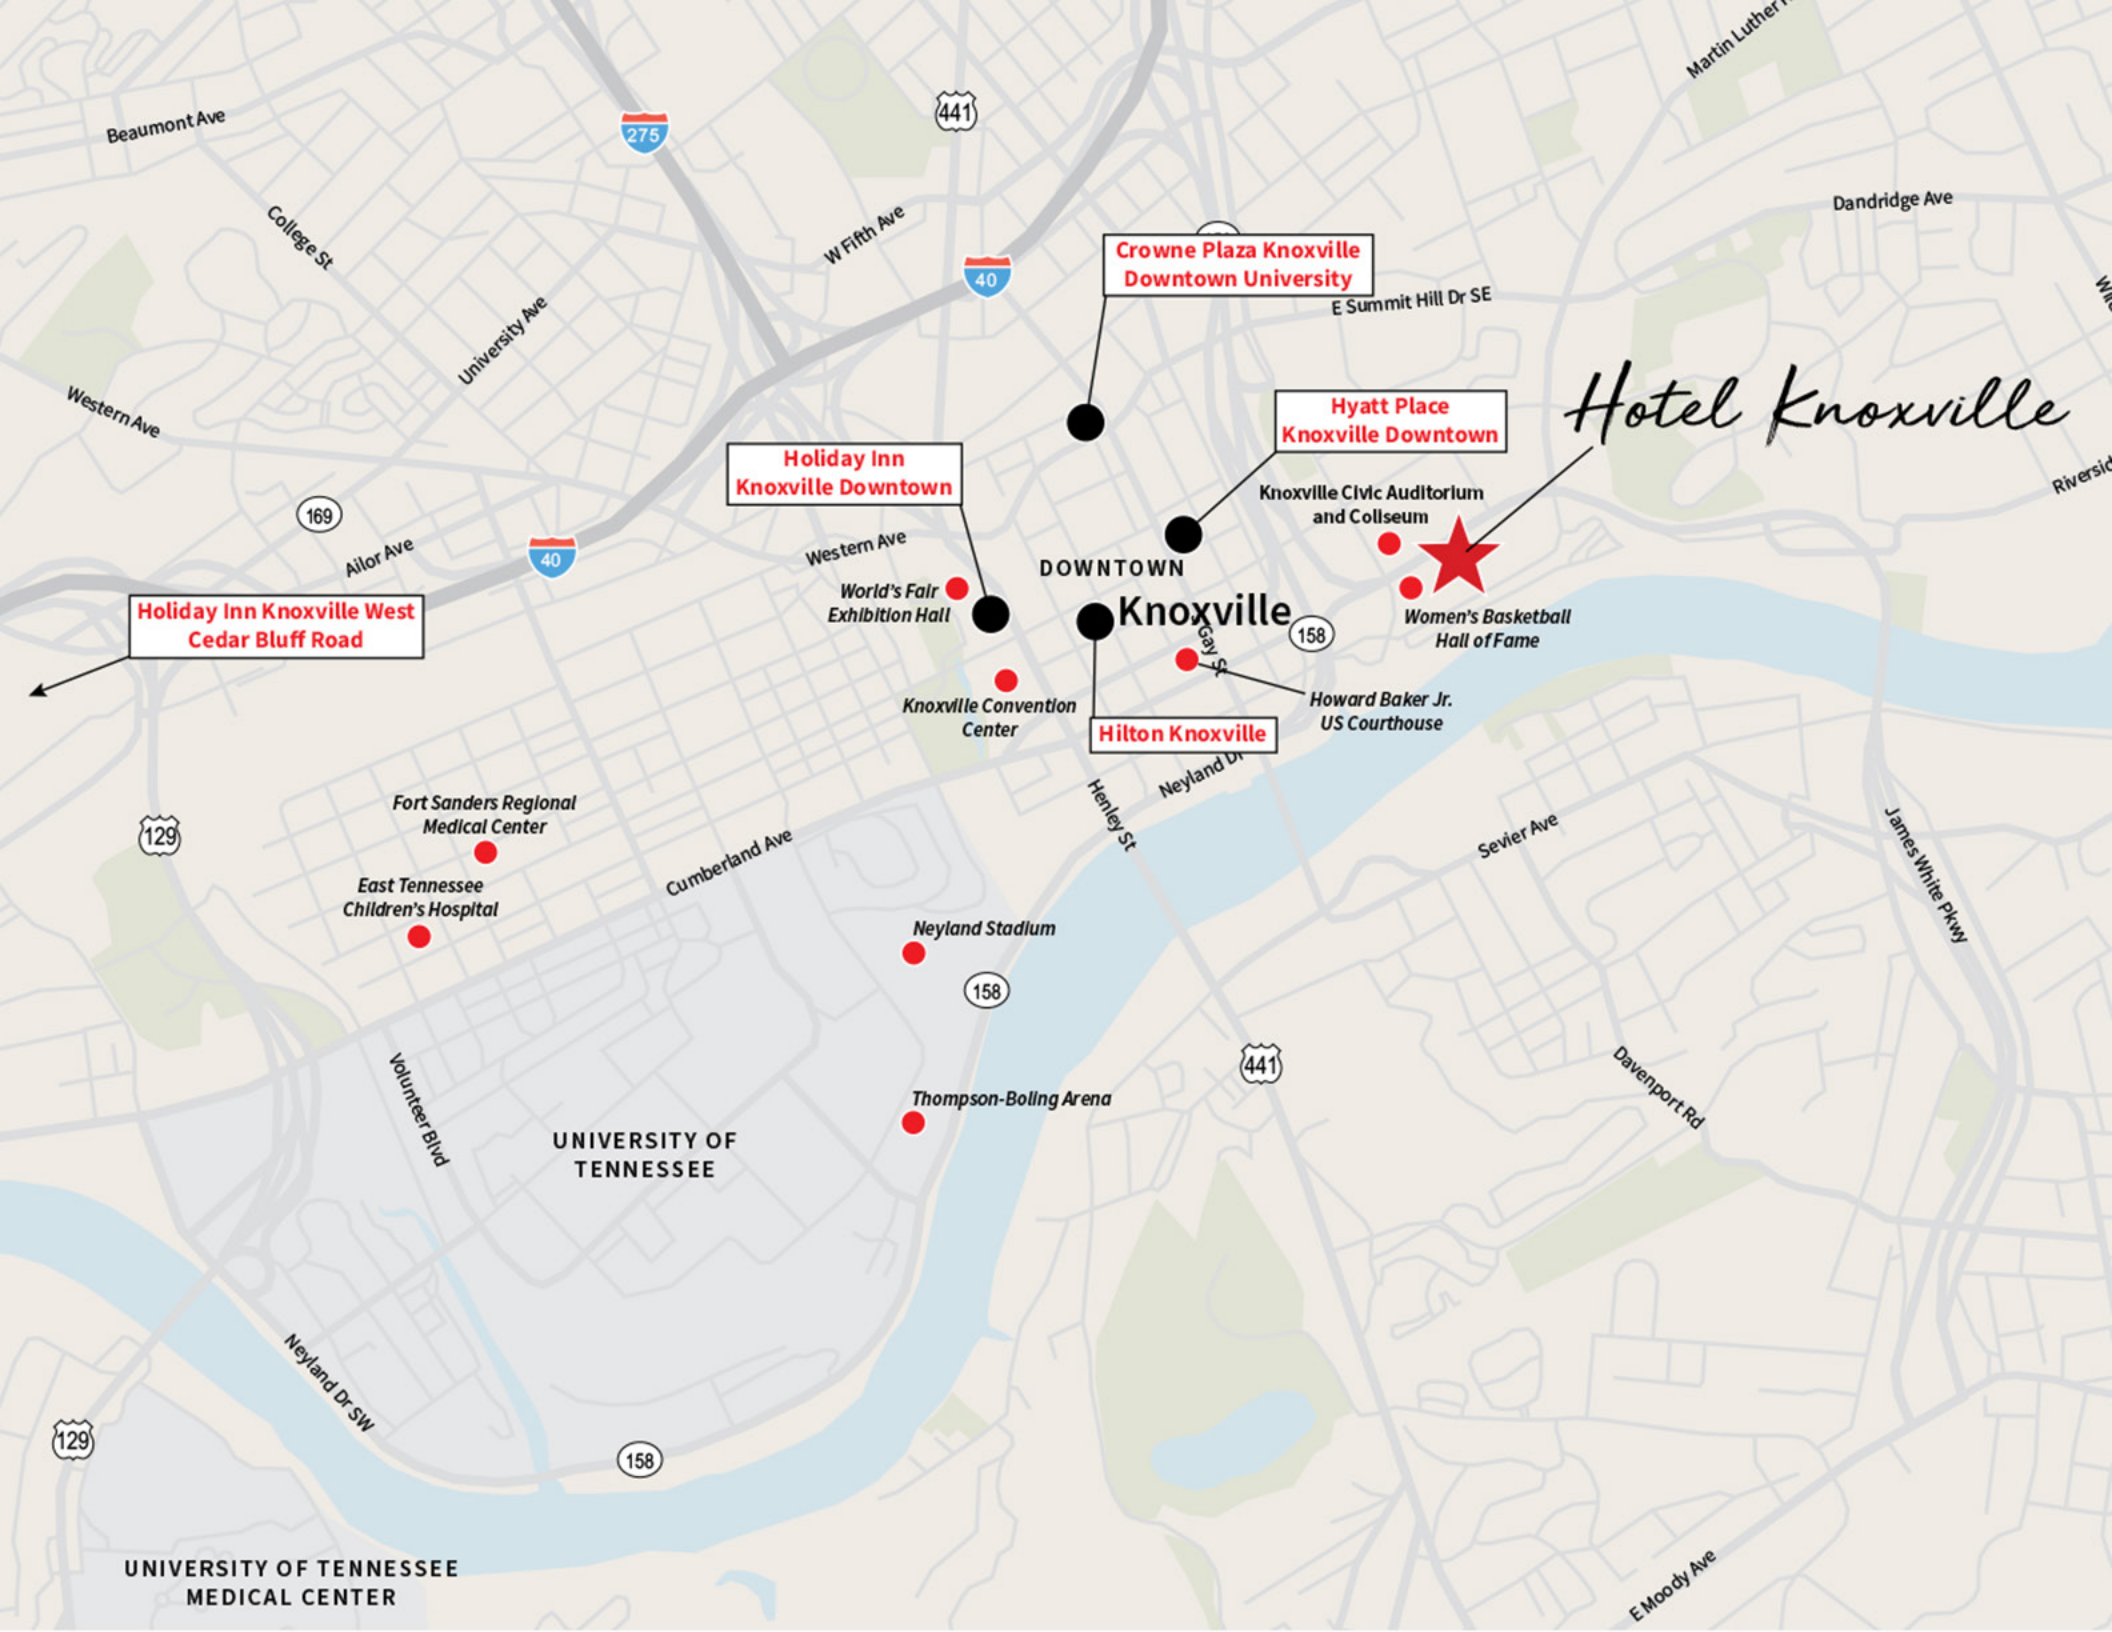 Martin Luther
Beaumont Ave
441
275
Dandridge Ave
College St
W Fifth Ave
Crowne Plaza Knoxville
Downtown University
40
E Summit Hill Dr SE
University Ave
Western Ave
Hotel Knoxville
Hyatt Place
Knoxville Downtown
Holiday Inn
Knoxville Downtown
Knoxville Civic Auditorium
and Coliseum
169
Ailor Ave
40
Western Ave
DOWNTOWN
Knoxville
World's Fair
Exhibition Hall
Holiday Inn Knoxville West
Cedar Bluff Road
Gay St
158
Women's Basketball
Hall of Fame
Knoxville Convention
Center
Howard Baker Jr.
US Courthouse
Hilton Knoxville
Neyland Dr
Henley St
Fort Sanders Regional
Medical Center
129
Cumberland Ave
Sevier Ave
James White Pkwy
East Tennessee
Children's Hospital
Neyland Stadium
158
441
Volunteer Blvd
Davenport Rd
Thompson-Boling Arena
UNIVERSITY OF
TENNESSEE
Neyland Dr SW
129
158
UNIVERSITY OF TENNESSEE
MEDICAL CENTER
E Moody Ave